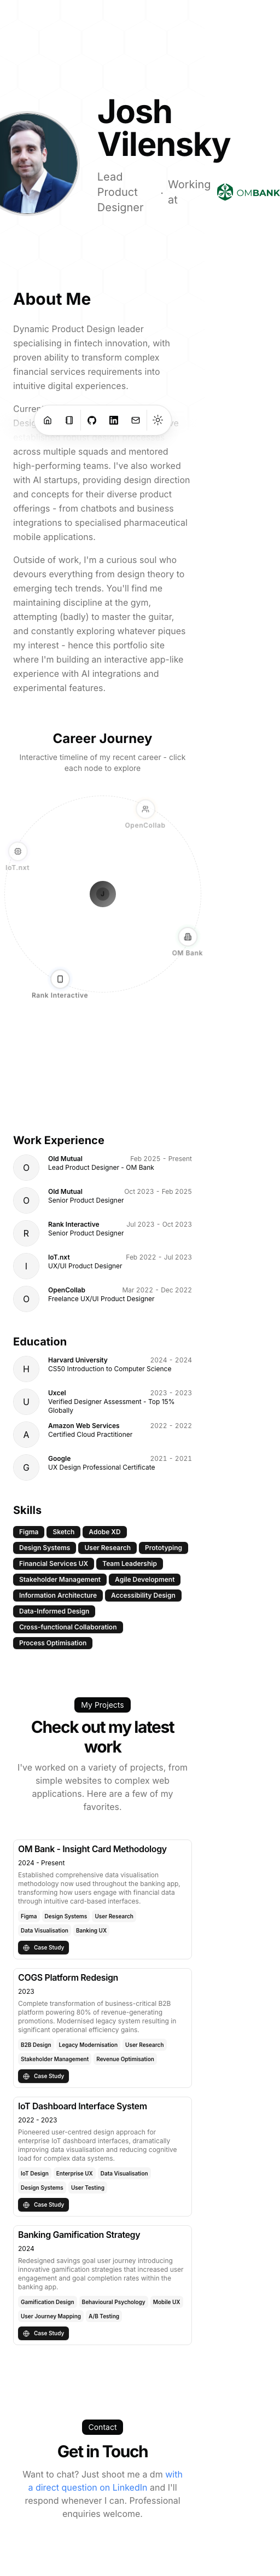 Josh
Vilensky
Lead
Product
Designer
·
Working
at
OMBANK
About Me
Dynamic Product Design leader
specialising in fintech innovation, with
proven ability to transform complex
financial services requirements into
intuitive digital experiences.
across multiple squads and mentored
high-performing teams. I've also worked
with AI startups, providing design direction
and concepts for their diverse product
offerings - from chatbots and business
integrations to specialised pharmaceutical
mobile applications.
Outside of work, I'm a curious soul who
devours everything from design theory to
emerging tech trends. You'll find me
maintaining discipline at the gym,
attempting (badly) to master the guitar,
and constantly exploring whatever piques
my interest - hence this portfolio site
where I'm building an interactive app-like
experience with AI integrations and
experimental features.
Career Journey
Interactive timeline of my recent career - click
each node to explore
OpenCollab
IoT.nxt
OM Bank
Rank Interactive
Work Experience
O
Old Mutual
Feb 2025 - Present
Lead Product Designer - OM Bank
O
Old Mutual
Oct 2023 - Feb 2025
Senior Product Designer
R
Rank Interactive
Jul 2023 - Oct 2023
Senior Product Designer
I
IoT.nxt
Feb 2022 - Jul 2023
UX/UI Product Designer
O
OpenCollab
Mar 2022 - Dec 2022
Freelance UX/UI Product Designer
Education
H
Harvard University
2024 - 2024
CS50 Introduction to Computer Science
U
Uxcel
2023 - 2023
Verified Designer Assessment - Top 15%
Globally
A
Amazon Web Services
2022 - 2022
Certified Cloud Practitioner
G
Google
2021 - 2021
UX Design Professional Certificate
Skills
Figma Sketch Adobe XD
Design Systems User Research Prototyping
Financial Services UX Team Leadership
Stakeholder Management Agile Development
Information Architecture Accessibility Design
Data-Informed Design
Cross-functional Collaboration
Process Optimisation
My Projects
Check out my latest
work
I've worked on a variety of projects, from
simple websites to complex web
applications. Here are a few of my
favorites.
OM Bank - Insight Card Methodology
2024 - Present
Established comprehensive data visualisation
methodology now used throughout the banking app,
transforming how users engage with financial data
through intuitive card-based interfaces.
Figma Design Systems User Research
Data Visualisation Banking UX
Case Study
COGS Platform Redesign
2023
Complete transformation of business-critical B2B
platform powering 80% of revenue-generating
promotions. Modernised legacy system resulting in
significant operational efficiency gains.
B2B Design Legacy Modernisation User Research
Stakeholder Management Revenue Optimisation
Case Study
IoT Dashboard Interface System
2022 - 2023
Pioneered user-centred design approach for
enterprise IoT dashboard interfaces, dramatically
improving data visualisation and reducing cognitive
load for complex data systems.
IoT Design Enterprise UX Data Visualisation
Design Systems User Testing
Case Study
Banking Gamification Strategy
2024
Redesigned savings goal user journey introducing
innovative gamification strategies that increased user
engagement and goal completion rates within the
banking app.
Gamification Design Behavioural Psychology Mobile UX
User Journey Mapping A/B Testing
Case Study
Contact
Get in Touch
Want to chat? Just shoot me a dm with
a direct question on LinkedIn and I'll
respond whenever I can. Professional
enquiries welcome.